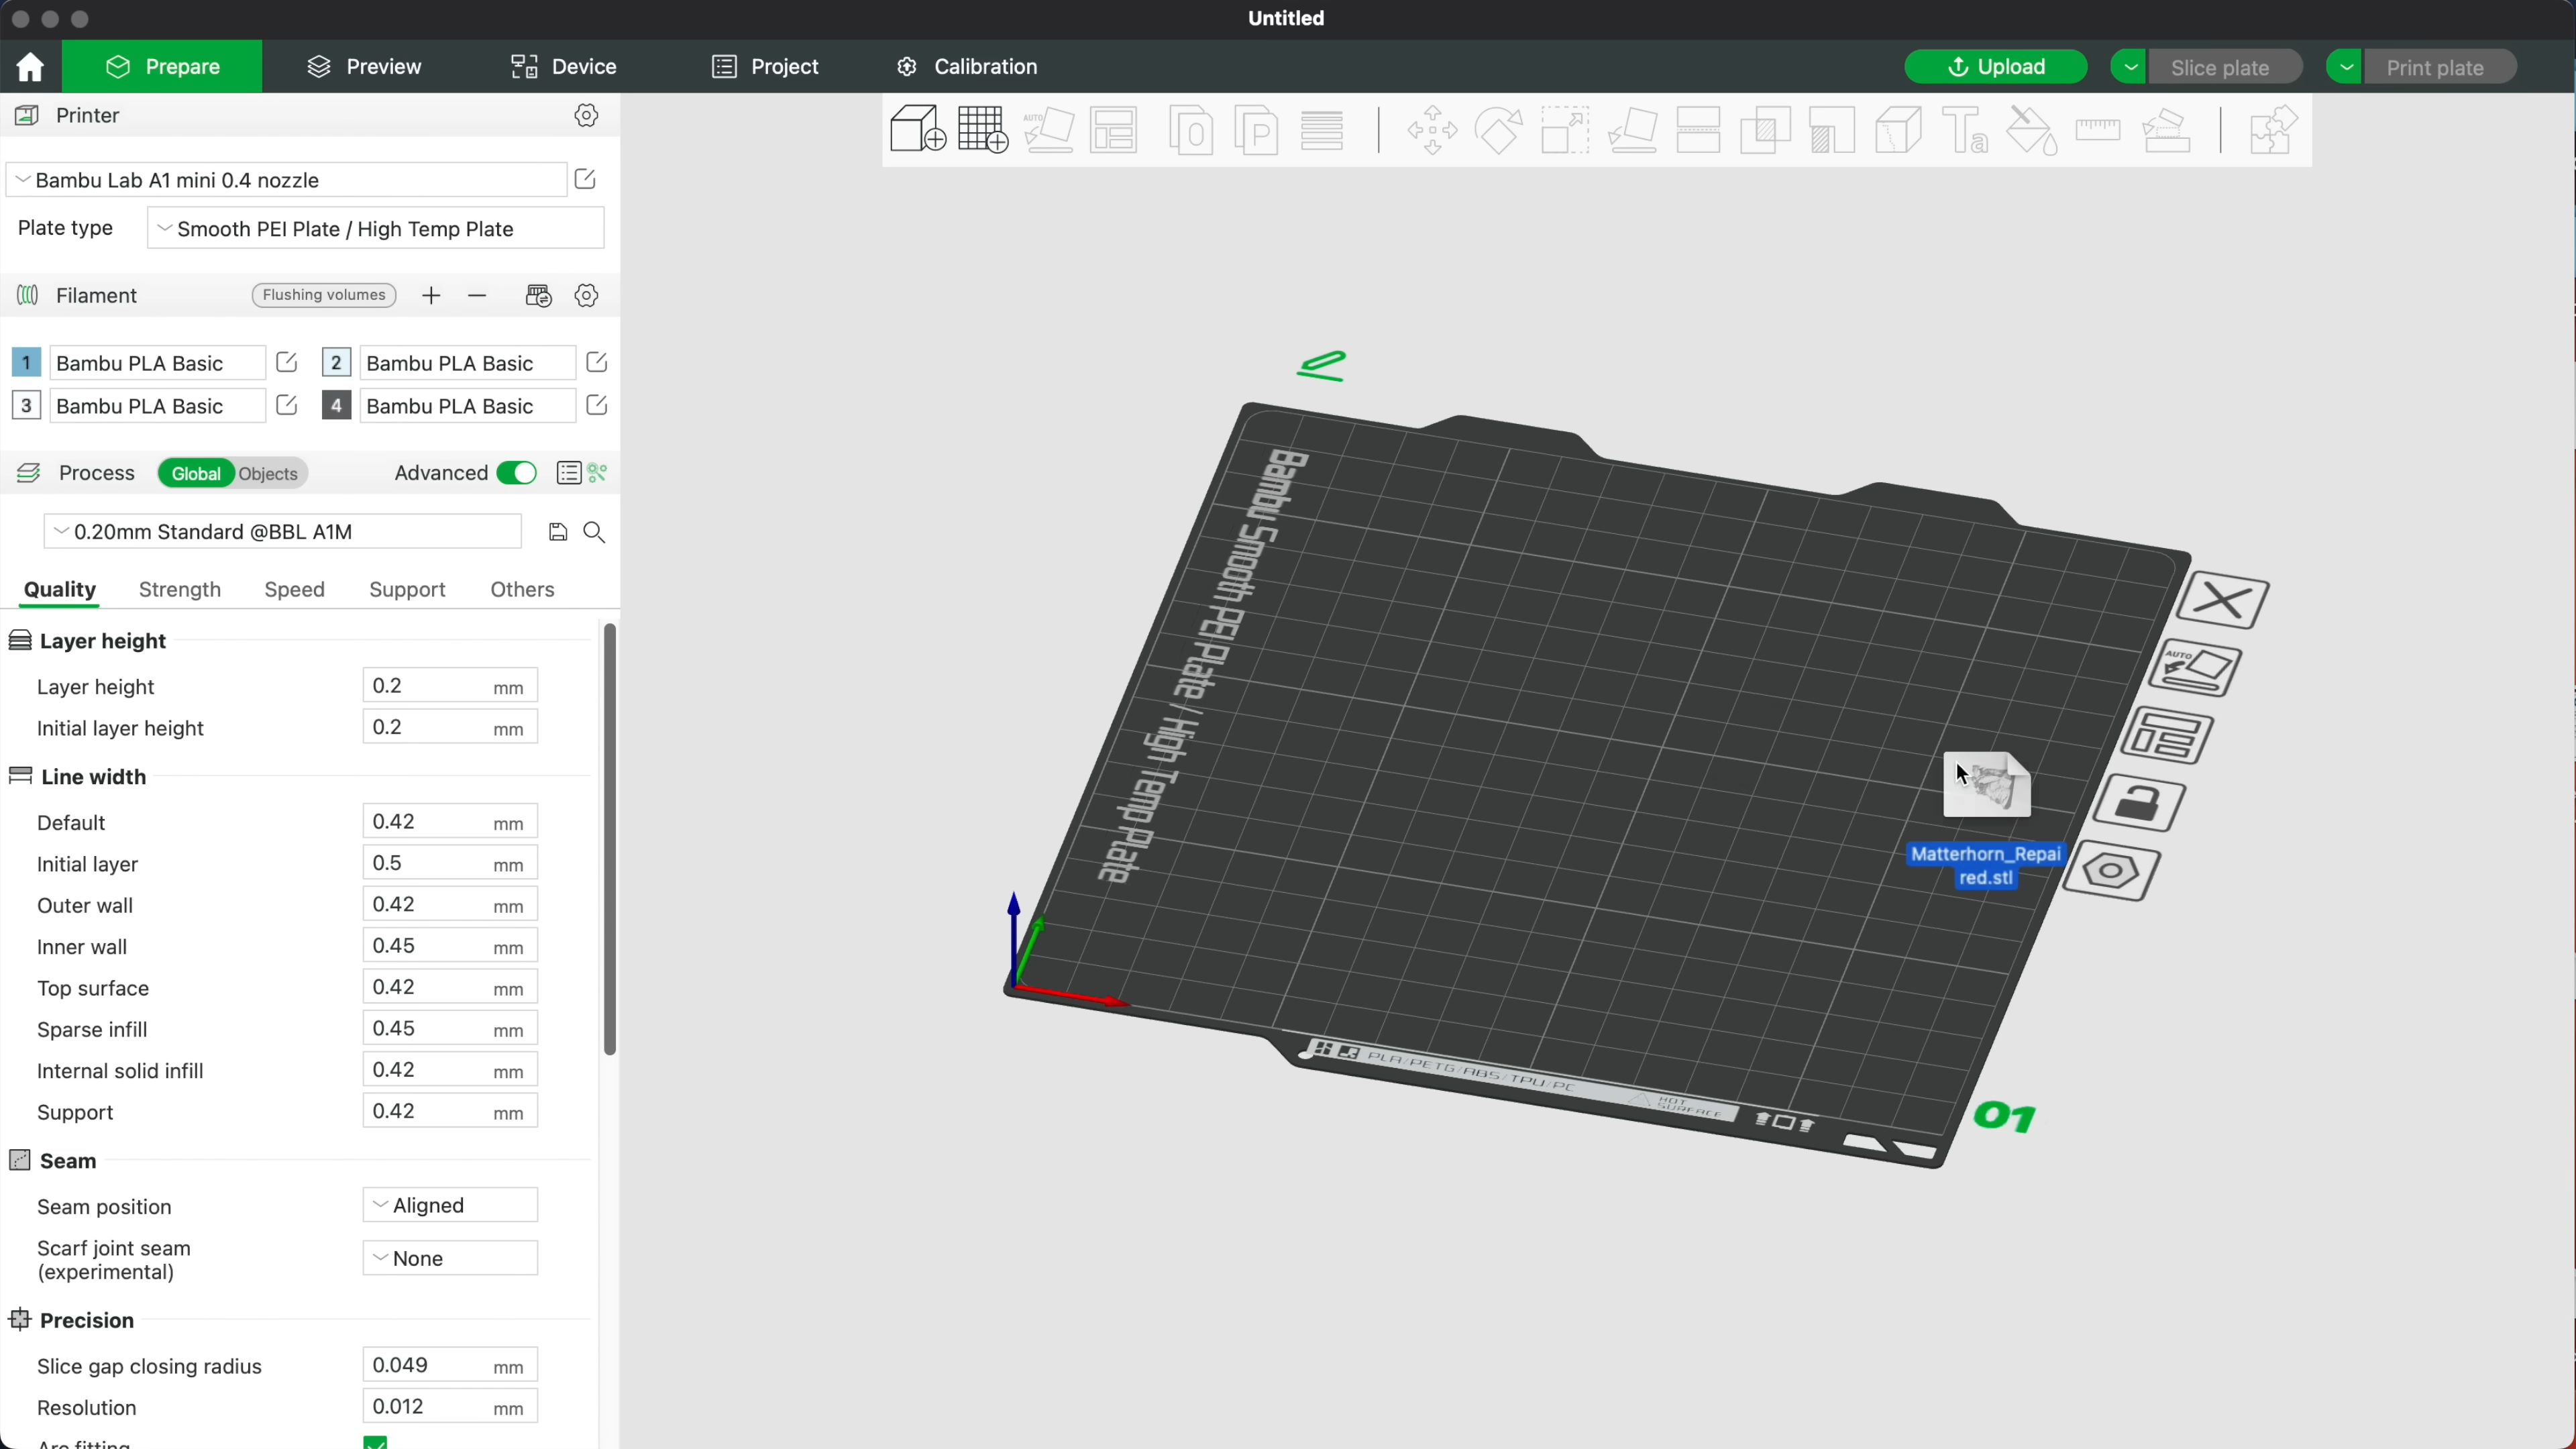 Untitled
Prepare
Preview
Device
Project
Calibration
Upload
Slice plate
Print plate
Printer
Bambu Lab A1 mini 0.4 nozzle
Plate type
Smooth PEI Plate / High Temp Plate
Filament
Flushing volumes
1 Bambu PLA Basic
2 Bambu PLA Basic
3 Bambu PLA Basic
4 Bambu PLA Basic
Process
Global
Objects
Advanced
0.20mm Standard @BBL A1M
Quality
Strength
Speed
Support
Others
Layer height
Layer height 0.2 mm
Initial layer height 0.2 mm
Line width
Default 0.42 mm
Initial layer 0.5 mm
Outer wall 0.42 mm
Inner wall 0.45 mm
Top surface 0.42 mm
Sparse infill 0.45 mm
Internal solid infill 0.42 mm
Support 0.42 mm
Seam
Seam position Aligned
Scarf joint seam
(experimental)
None
Precision
Slice gap closing radius 0.049 mm
Resolution 0.012 mm
Arc fitting
AUTO
O
P
Ta
Bambu Smooth PEI Plate / High Temp Plate
AUTO
Matterhorn_Repai
red.stl
PLA/PETG/ABS/TPU/PC
HOT
SURFACE
01